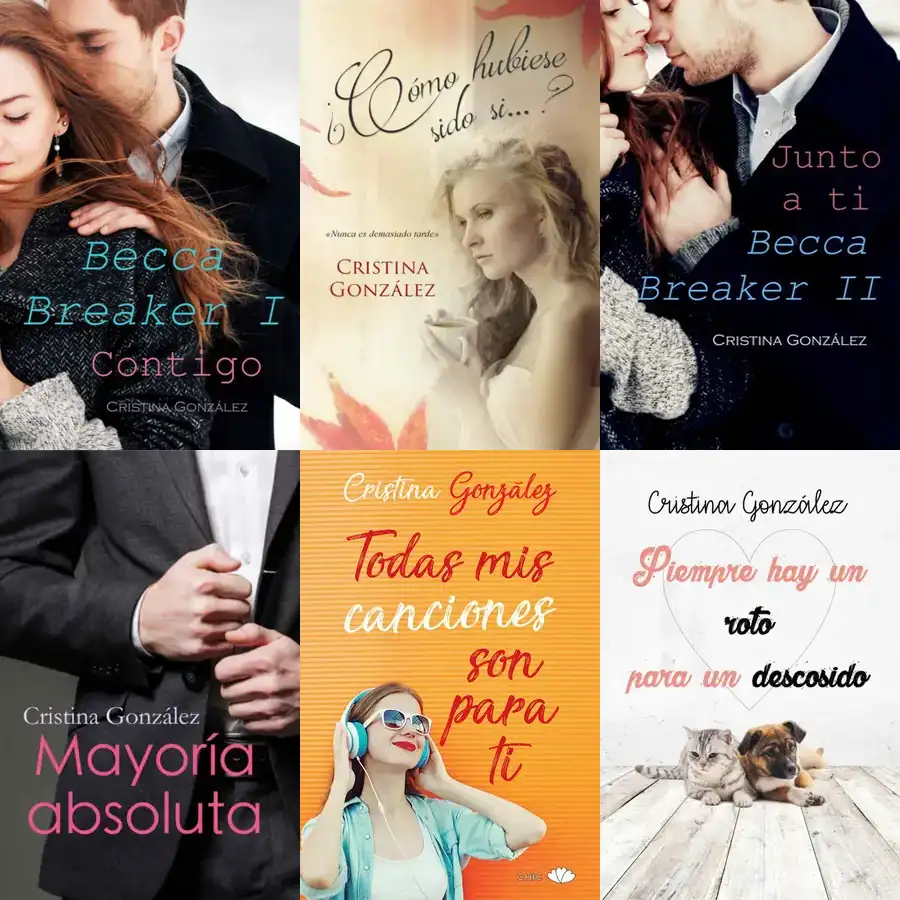 Becca
Breaker I
Contigo
CRISTINA GONZÁLEZ
¿Cómo hubiese
sido si... ?
«Nunca es demasiado tarde»
CRISTINA
GONZÁLEZ
Junto
a ti
Becca
Breaker II
CRISTINA GONZÁLEZ
Cristina González
Mayoría
absoluta
Cristina González
Todas mis
canciones
son
para
ti
CHIC
Cristina González
Siempre hay un
roto
para un descosido